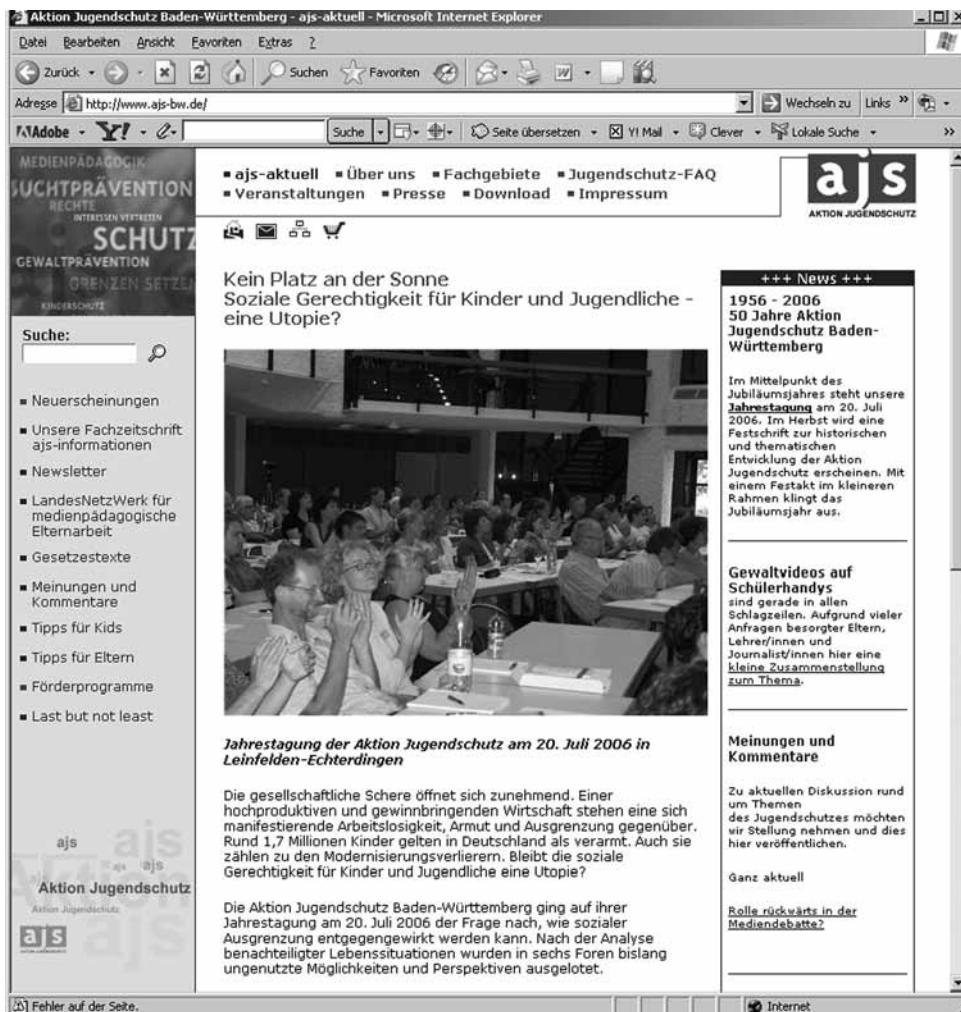 Aktion Jugendschutz Baden-Württemberg - ajs-aktuell - Microsoft Internet Explorer
Datei Bearbeiten Ansicht Favoriten Extras ?
Zurück Suchen Favoriten
Adresse http://www.ajs-bw.de/ Wechseln zu Links »
Adobe Y! Suche Seite übersetzen Y! Mail Clever Lokale Suche »
MEDIENPÄDAGOGIK
SUCHTPRÄVENTION
RECHTE
INTERESSEN VERTRETEN
SCHUTZ
GEWALTPRÄVENTION
GRENZEN SETZEN
KINDERSCHUTZ
ajs-aktuell Über uns Fachgebiete Jugendschutz-FAQ
Veranstaltungen Presse Download Impressum
ajs
AKTION JUGENDSCHUTZ
Suche:
Neuerscheinungen
Unsere Fachzeitschrift
ajs-informationen
Newsletter
LandesNetzWerk für
medienpädagogische
Elternarbeit
Gesetzestexte
Meinungen und
Kommentare
Tipps für Kids
Tipps für Eltern
Förderprogramme
Last but not least
ajs
ajs
ajs
ajs
Aktion
Aktion Jugendschutz
Aktion Jugendschutz
ajs
ajs
Kein Platz an der Sonne
Soziale Gerechtigkeit für Kinder und Jugendliche -
eine Utopie?
Jahrestagung der Aktion Jugendschutz am 20. Juli 2006 in
Leinfelden-Echterdingen
Die gesellschaftliche Schere öffnet sich zunehmend. Einer
hochproduktiven und gewinnbringenden Wirtschaft stehen eine sich
manifestierende Arbeitslosigkeit, Armut und Ausgrenzung gegenüber.
Rund 1,7 Millionen Kinder gelten in Deutschland als verarmt. Auch sie
zählen zu den Modernisierungsverlierern. Bleibt die soziale
Gerechtigkeit für Kinder und Jugendliche eine Utopie?
Die Aktion Jugendschutz Baden-Württemberg ging auf ihrer
Jahrestagung am 20. Juli 2006 der Frage nach, wie sozialer
Ausgrenzung entgegengewirkt werden kann. Nach der Analyse
benachteiligter Lebenssituationen wurden in sechs Foren bislang
ungenutzte Möglichkeiten und Perspektiven ausgelotet.
+++ News +++
1956 - 2006
50 Jahre Aktion
Jugendschutz Baden-
Württemberg
Im Mittelpunkt des
Jubiläumsjahres steht unsere
Jahrestagung am 20. Juli
2006. Im Herbst wird eine
Festschrift zur historischen
und thematischen
Entwicklung der Aktion
Jugendschutz erscheinen. Mit
einem Festakt im kleineren
Rahmen klingt das
Jubiläumsjahr aus.
Gewaltvideos auf
Schülerhandys
sind gerade in allen
Schlagzeilen. Aufgrund vieler
Anfragen besorgter Eltern,
Lehrer/innen und
Journalist/innen hier eine
kleine Zusammenstellung
zum Thema.
Meinungen und
Kommentare
Zu aktuellen Diskussion rund
um Themen
des Jugendschutzes möchten
wir Stellung nehmen und dies
hier veröffentlichen.
Ganz aktuell
Rolle rückwärts in der
Mediendebatte?
Fehler auf der Seite. Internet